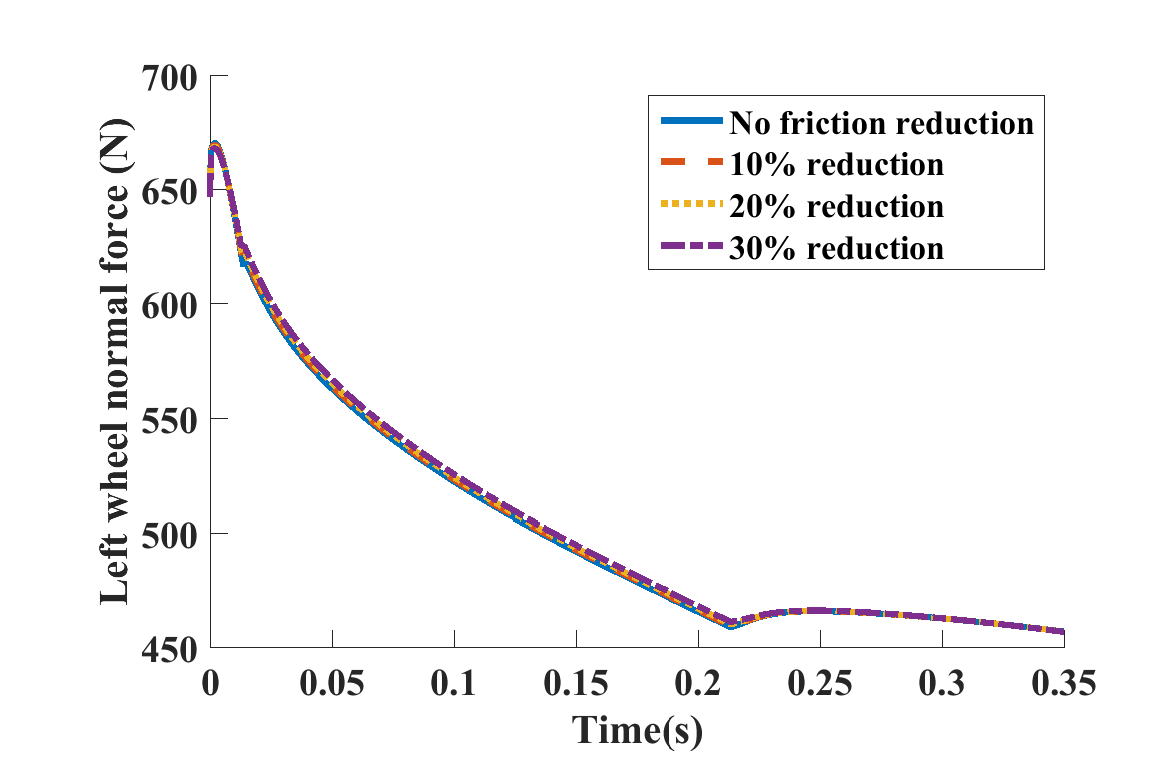 700
650
600
550
500
450
Left wheel normal force (N)
No friction reduction
10% reduction
20% reduction
30% reduction
0
0.05
0.1
0.15
0.2
0.25
0.3
0.35
Time(s)